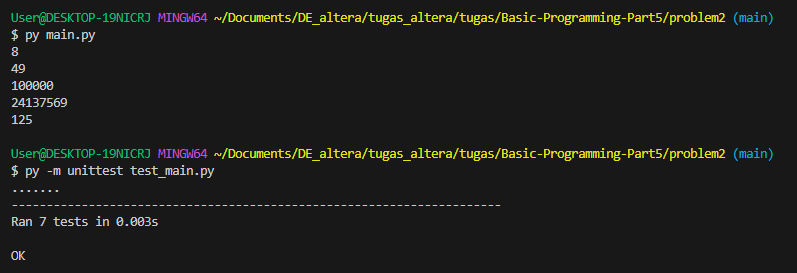 User@DESKTOP-19NICRJ MINGW64 ~/Documents/DE_altera/tugas_altera/tugas/Basic-Programming-Part5/problem2 (main)
$ py main.py
8
49
100000
24137569
125
User@DESKTOP-19NICRJ MINGW64 ~/Documents/DE_altera/tugas_altera/tugas/Basic-Programming-Part5/problem2 (main)
$ py -m unittest test_main.py
.......
----------------------------------------------------------------------
Ran 7 tests in 0.003s
OK